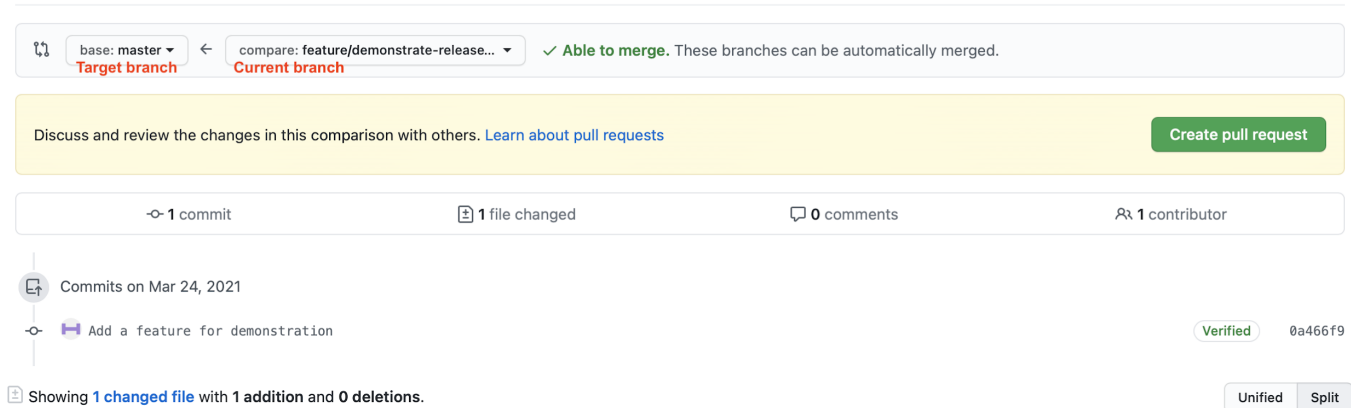 base: master compare: feature/demonstrate-release... Able to merge. These branches can be automatically merged.
Target branch Current branch
Discuss and review the changes in this comparison with others. Learn about pull requests Create pull request
1 commit 1 file changed 0 comments 1 contributor
Commits on Mar 24, 2021
Add a feature for demonstration Verified 0a466f9
Showing 1 changed file with 1 addition and 0 deletions. Unified Split